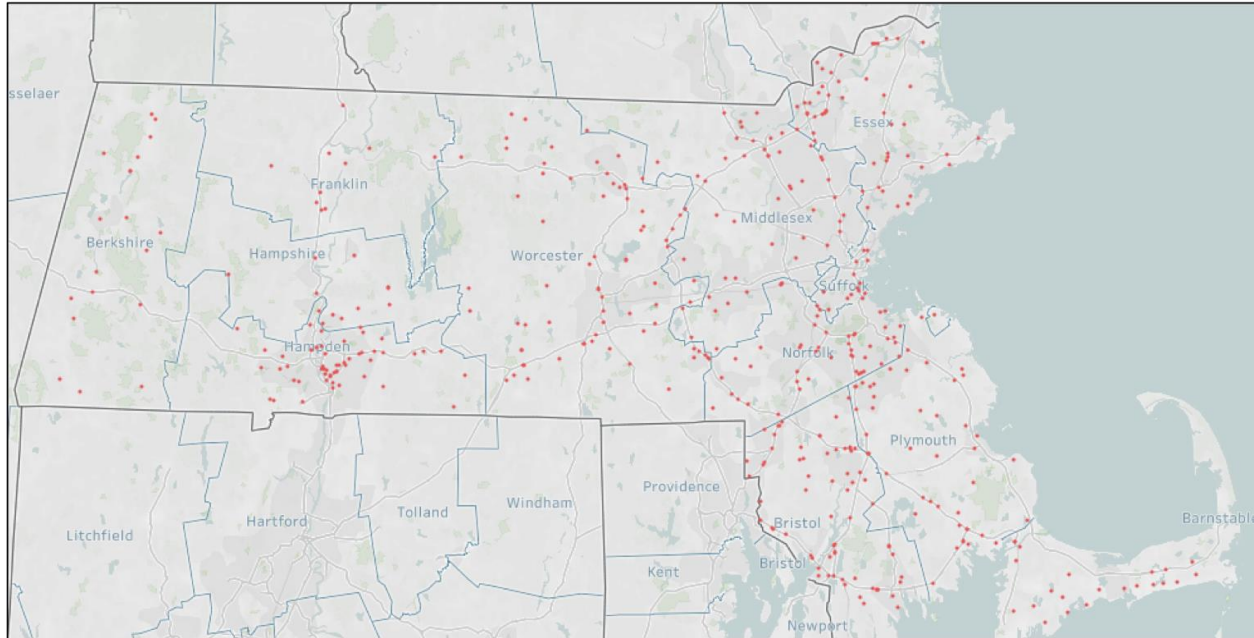 Essex
sselaer
Franklin
Middlesex
Berkshire
Hampshire
Worcester
Suffolk
Hampden
Norfolk
Plymouth
Providence
Windham
Hartford
Tolland
Litchfield
Bristol
Barnstable
Bristol
Kent
Newport